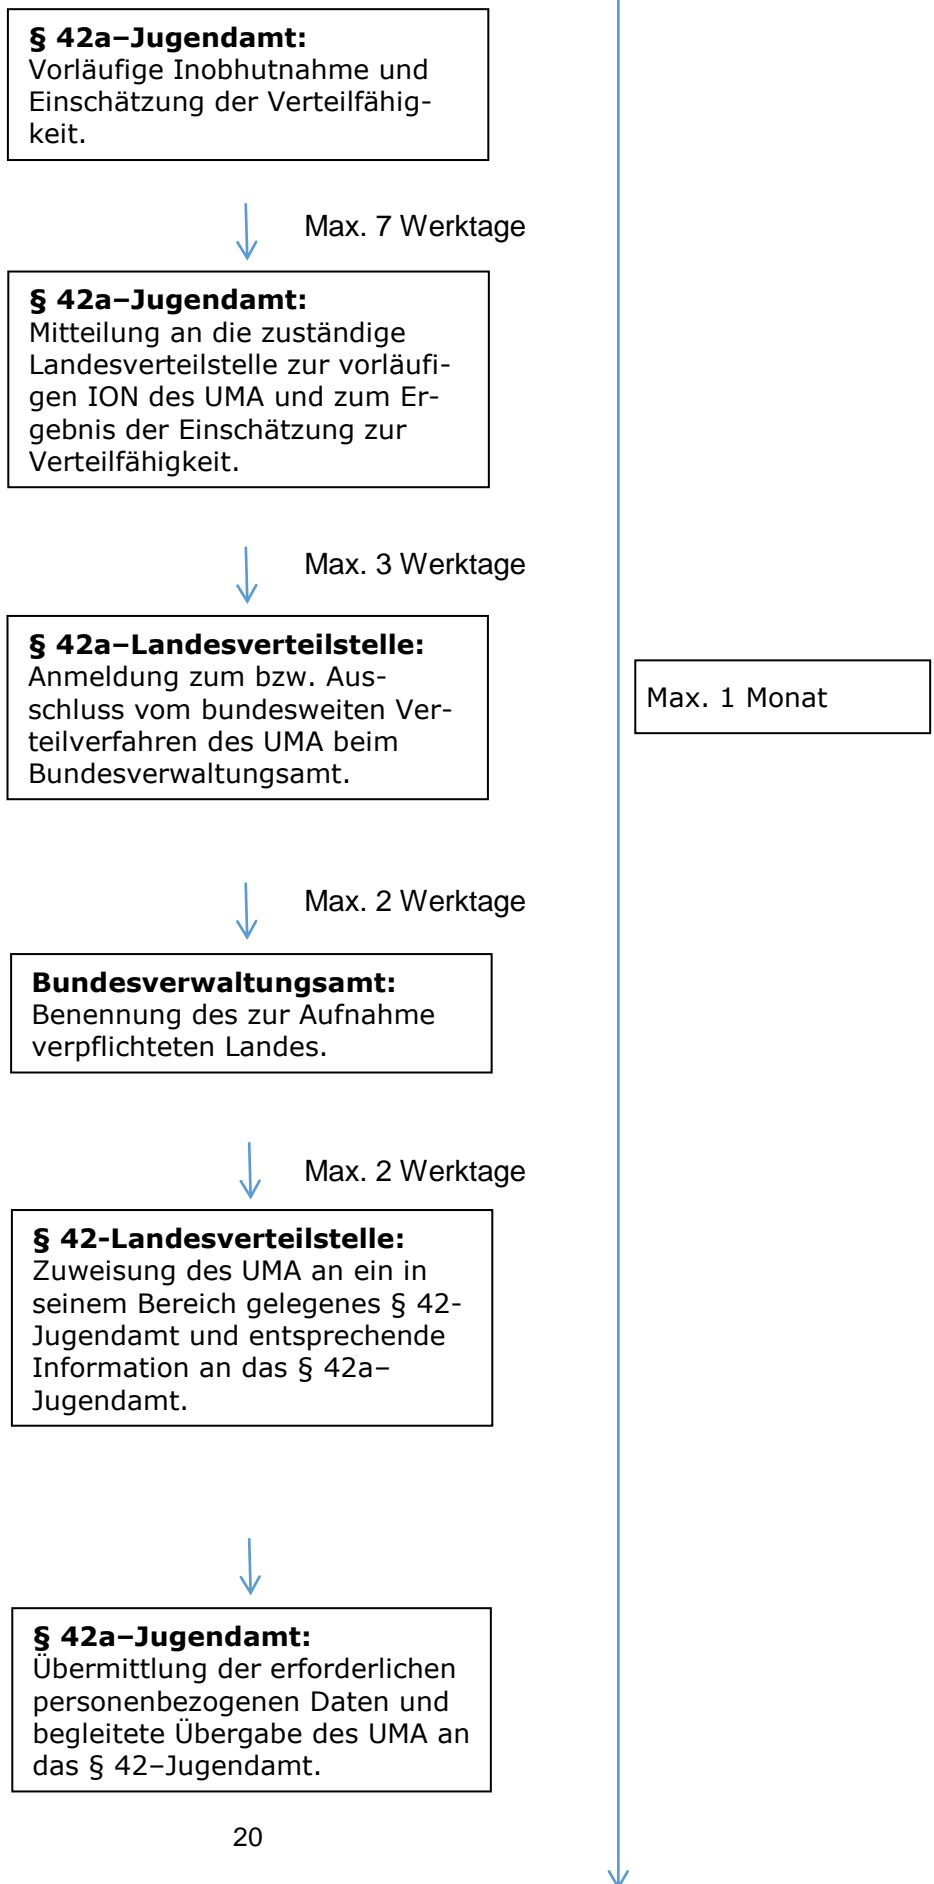 § 42a–Jugendamt:
Vorläufige Inobhutnahme und
Einschätzung der Verteilfähig-
keit.
Max. 7 Werktage
§ 42a–Jugendamt:
Mitteilung an die zuständige
Landesverteilstelle zur vorläufi-
gen ION des UMA und zum Er-
gebnis der Einschätzung zur
Verteilfähigkeit.
Max. 3 Werktage
§ 42a–Landesverteilstelle:
Anmeldung zum bzw. Aus-
schluss vom bundesweiten Ver-
teilverfahren des UMA beim
Bundesverwaltungsamt.
Max. 1 Monat
Max. 2 Werktage
Bundesverwaltungsamt:
Benennung des zur Aufnahme
verpflichteten Landes.
Max. 2 Werktage
§ 42-Landesverteilstelle:
Zuweisung des UMA an ein in
seinem Bereich gelegenes § 42-
Jugendamt und entsprechende
Information an das § 42a–
Jugendamt.
§ 42a–Jugendamt:
Übermittlung der erforderlichen
personenbezogenen Daten und
begleitete Übergabe des UMA an
das § 42–Jugendamt.
20